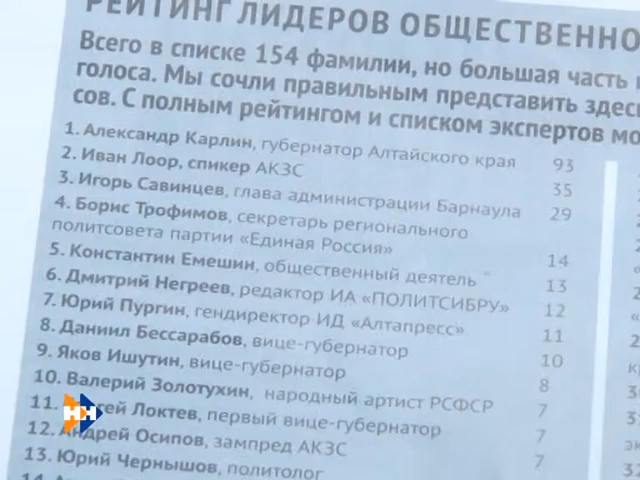 РЕЙТИНГ ЛИДЕРОВ ОБЩЕСТВЕННО
Всего в списке 154 фамилии, но большая часть
голоса. Мы сочли правильным представить здес
сов. С полным рейтингом и списком экспертов мо
1. Александр Карлин, губернатор Алтайского края 93
2. Иван Лоор, спикер АКЗС 35
3. Игорь Савинцев, глава администрации Барнаула 29
4. Борис Трофимов, секретарь регионального
политсовета партии «Единая Россия» 14
5. Константин Емешин, общественный деятель 13
6. Дмитрий Негреев, редактор ИА «ПОЛИТСИБРУ» 12
7. Юрий Пургин, гендиректор ИД «Алтапресс» 11
8. Даниил Бессарабов, вице-губернатор 10
9. Яков Ишутин, вице-губернатор 8
10. Валерий Золотухин, народный артист РСФСР 7
11. гей Локтев, первый вице-губернатор 7
12. Андрей Осипов, зампред АКЗС 7
13. Юрий Чернышов, политолог
НН